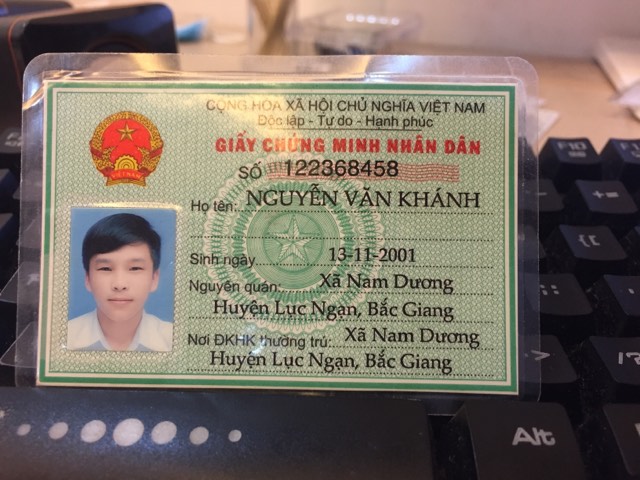 CỘNG HÒA XÃ HỘI CHỦ NGHĨA VIỆT NAM
Độc lập - Tự do - Hạnh phúc
GIẤY CHỨNG MINH NHÂN DÂN
SỐ 122368458
Họ tên: NGUYỄN VĂN KHÁNH
Sinh ngày 13-11-2001
Nguyên quán: Xã Nam Dương
Huyện Lục Ngạn, Bắc Giang
Nơi ĐKHK thường trú: Xã Nam Dương
Huyện Lục Ngạn, Bắc Giang
VIỆT NAM
F10
+ =
{ [
Alt